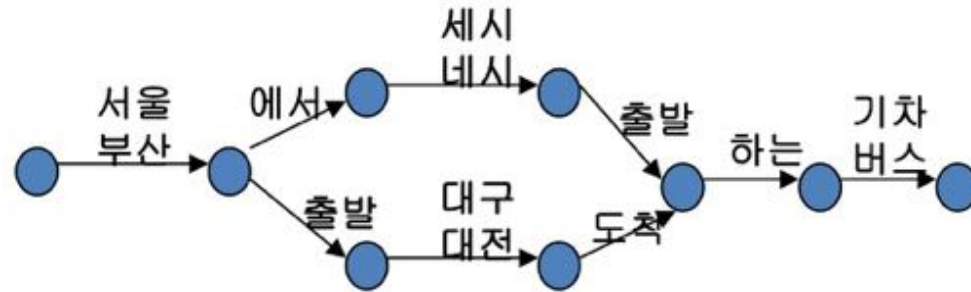 서울
부산
에서
세시
네시
출발
출발
대구
대전
도착
하는
기차
버스